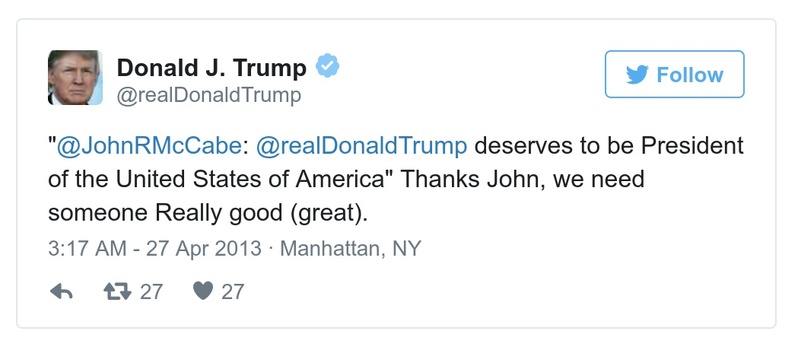 Donald J. Trump
@realDonaldTrump
Follow
"@JohnRMcCabe: @realDonaldTrump deserves to be President
of the United States of America" Thanks John, we need
someone Really good (great).
3:17 AM - 27 Apr 2013 · Manhattan, NY
27 27